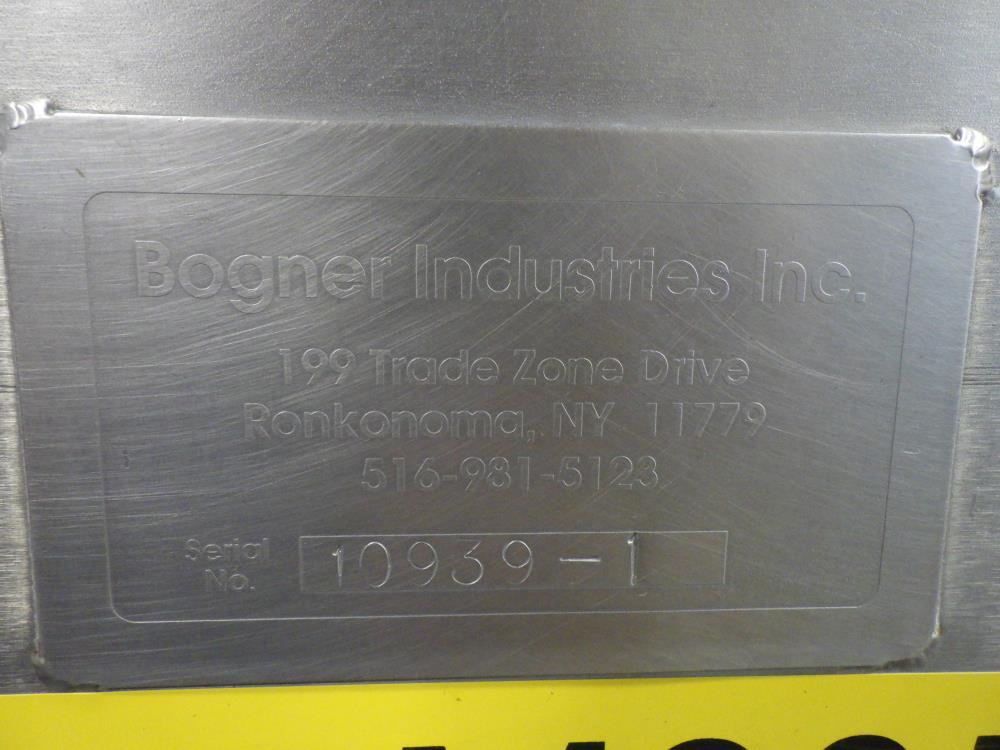 Bogner Industries Inc.
199 Trade Zone Drive
Ronkonoma, NY 11779
516-981-5123
Serial No. 10939-1